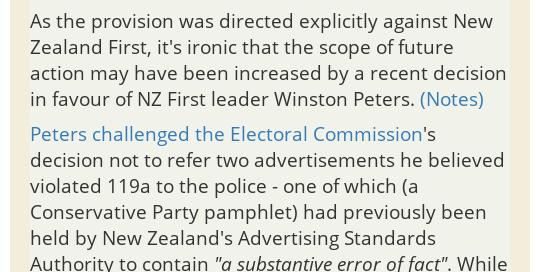 As the provision was directed explicitly against New
Zealand First, it's ironic that the scope of future
action may have been increased by a recent decision
in favour of NZ First leader Winston Peters. (Notes)
Peters challenged the Electoral Commission's
decision not to refer two advertisements he believed
violated 119a to the police - one of which (a
Conservative Party pamphlet) had previously been
held by New Zealand's Advertising Standards
Authority to contain "a substantive error of fact". While